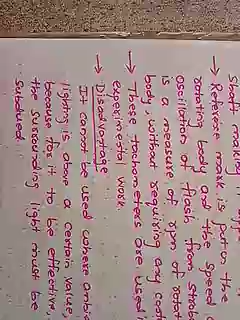 shaft making
→ Reference mark is put on the
rotating body and the speed
oscillation of flash from strobo
is a measure of rpm of rotat
body, without requiring any cont
→ These tachometers are used
experimental work.
→ Disadvantage
It cannot be used where ambi
lighting is above a certain value,
because for it to be effective,
the surrounding light must be
subdued.